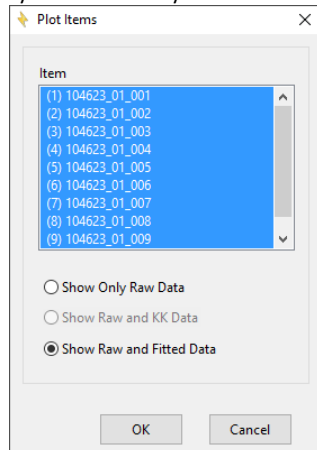 Plot Items
Item
(1) 104623_01_001
(2) 104623_01_002
(3) 104623_01_003
(4) 104623_01_004
(5) 104623_01_005
(6) 104623_01_006
(7) 104623_01_007
(8) 104623_01_008
(9) 104623_01_009
Show Only Raw Data
Show Raw and KK Data
Show Raw and Fitted Data
OK Cancel